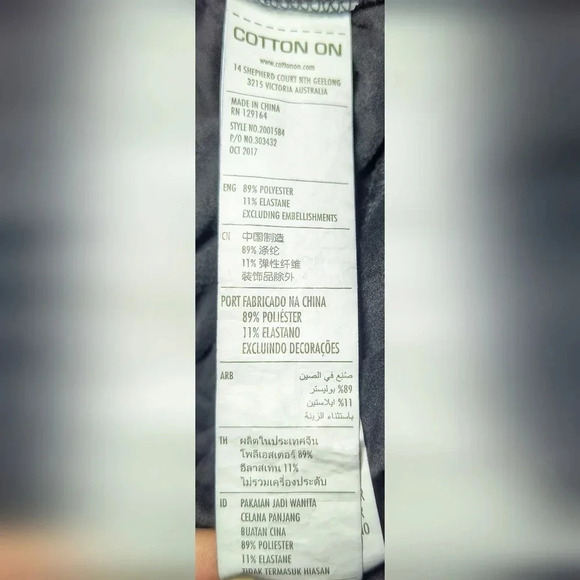 COTTON ON
www.cottonon.com
14 SHEPHERD COURT NTH GEELONG
3215 VICTORIA AUSTRALIA
MADE IN CHINA
RN 129164
STYLE NO.2001584
P/O NO.303432
OCT 2017
ENG 89% POLYESTER
11% ELASTANE
EXCLUDING EMBELLISHMENTS
CN 中国制造
89% 涤纶
11% 弹性纤维
装饰品除外
PORT FABRICADO NA CHINA
89% POLIÉSTER
11% ELASTANO
EXCLUINDO DECORAÇÕES
ARB صنع في الصين
89% بوليستر
11% ايلاستين
باستثناء الزينة
TH ผลิตในประเทศจีน
โพลีเอสเตอร์ 89%
อีลาสเทน 11%
ไม่รวมเครื่องประดับ
ID PAKAIAN JADI WANITA
CELANA PANJANG
BUATAN CINA
89% POLIESTER
11% ELASTANE
TIDAK TERMASUK HIASAN